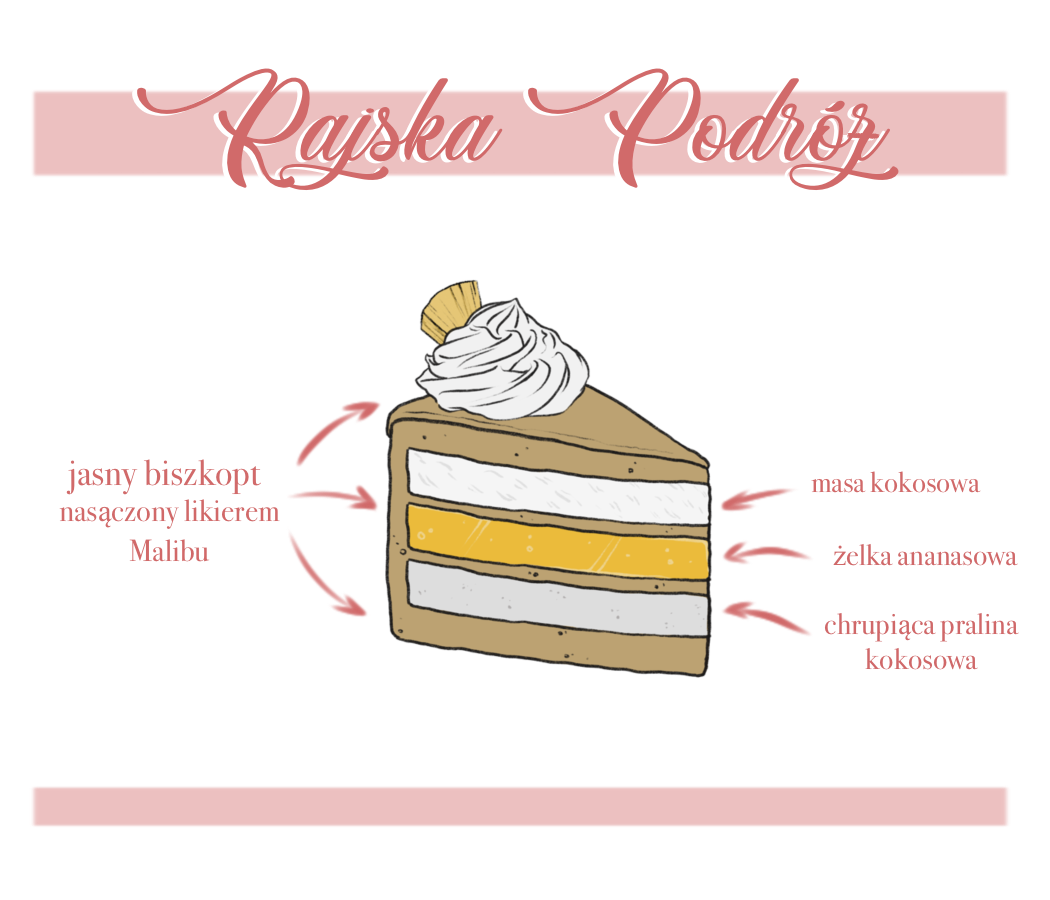 Rajska Podróż
jasny biszkopt
nasączony likierem
Malibu
masa kokosowa
żelka ananasowa
chrupiąca pralina
kokosowa